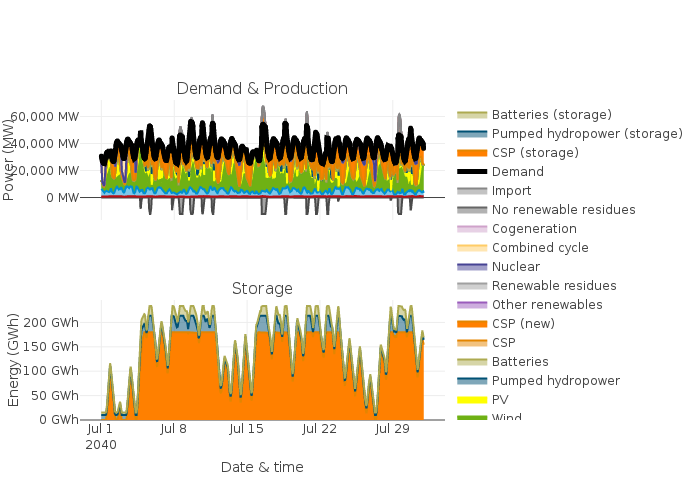 Demand & Production
Power (MW)
60,000 MW
40,000 MW
20,000 MW
0 MW
Storage
Energy (GWh)
200 GWh
150 GWh
100 GWh
50 GWh
0 GWh
Jul 1
2040
Jul 8
Jul 15
Jul 22
Jul 29
Date & time
Batteries (storage)
Pumped hydropower (storage)
CSP (storage)
Demand
Import
No renewable residues
Cogeneration
Combined cycle
Nuclear
Renewable residues
Other renewables
CSP (new)
CSP
Batteries
Pumped hydropower
PV
Wind